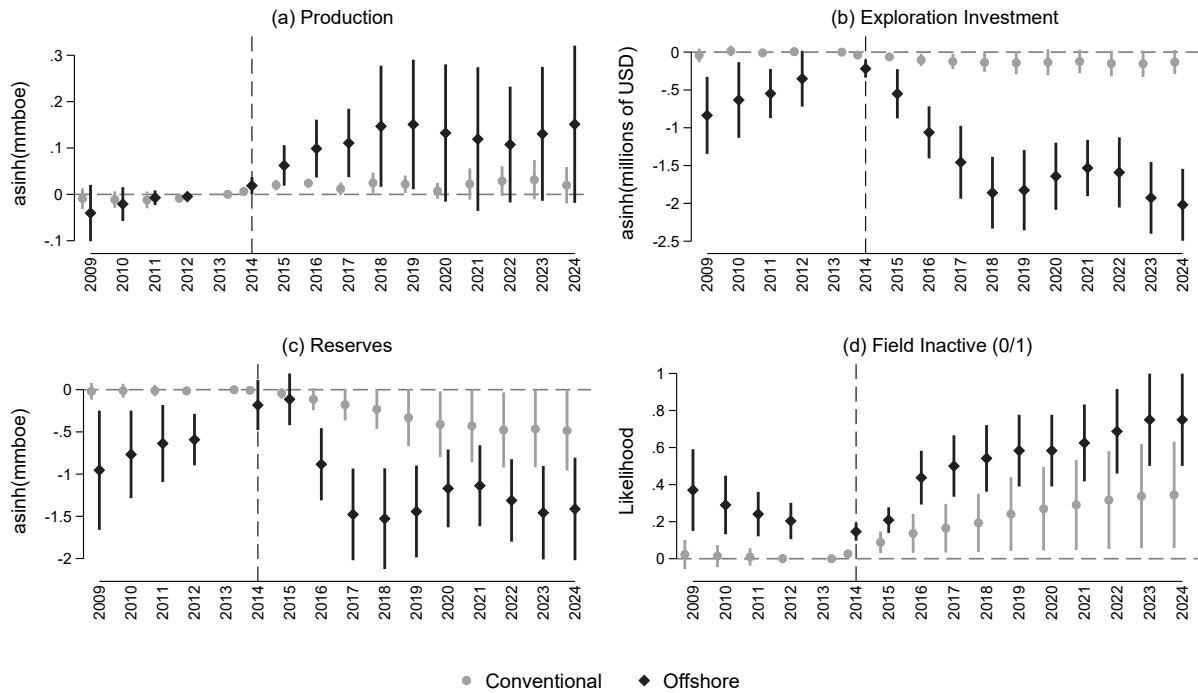 (a) Production
asinh(mmboe)
.3
.2
.1
0
-.1
2009 2010 2011 2012 2013 2014 2015 2016 2017 2018 2019 2020 2021 2022 2023 2024
(b) Exploration Investment
asinh(millions of USD)
0
-.5
-1
-1.5
-2
-2.5
2009 2010 2011 2012 2013 2014 2015 2016 2017 2018 2019 2020 2021 2022 2023 2024
(c) Reserves
asinh(mmboe)
0
-.5
-1
-1.5
-2
2009 2010 2011 2012 2013 2014 2015 2016 2017 2018 2019 2020 2021 2022 2023 2024
(d) Field Inactive (0/1)
Likelihood
1
.8
.6
.4
.2
0
2009 2010 2011 2012 2013 2014 2015 2016 2017 2018 2019 2020 2021 2022 2023 2024
Conventional Offshore